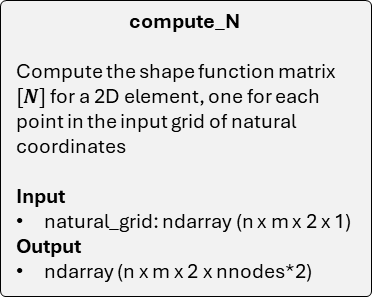 compute_N
Compute the shape function matrix
[N] for a 2D element, one for each
point in the input grid of natural
coordinates
Input
• natural_grid: ndarray (n x m x 2 x 1)
Output
• ndarray (n x m x 2 x nnodes*2)